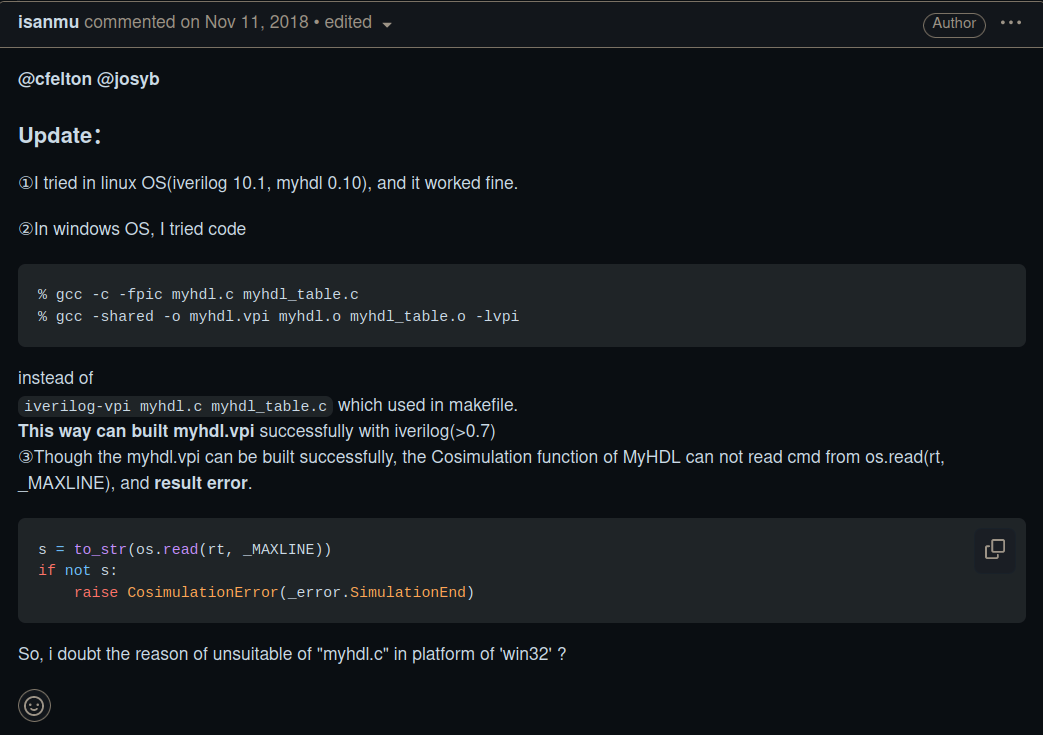 isanmu commented on Nov 11, 2018 • edited
Author
@cfelton @josyb
Update：
①I tried in linux OS(iverilog 10.1, myhdl 0.10), and it worked fine.
②In windows OS, I tried code
% gcc -c -fpic myhdl.c myhdl_table.c
% gcc -shared -o myhdl.vpi myhdl.o myhdl_table.o -lvpi
instead of
iverilog-vpi myhdl.c myhdl_table.c which used in makefile.
This way can built myhdl.vpi successfully with iverilog(>0.7)
③Though the myhdl.vpi can be built successfully, the Cosimulation function of MyHDL can not read cmd from os.read(rt,
_MAXLINE), and result error.
s = to_str(os.read(rt, _MAXLINE))
if not s:
    raise CosimulationError(_error.SimulationEnd)
So, i doubt the reason of unsuitable of "myhdl.c" in platform of 'win32' ?